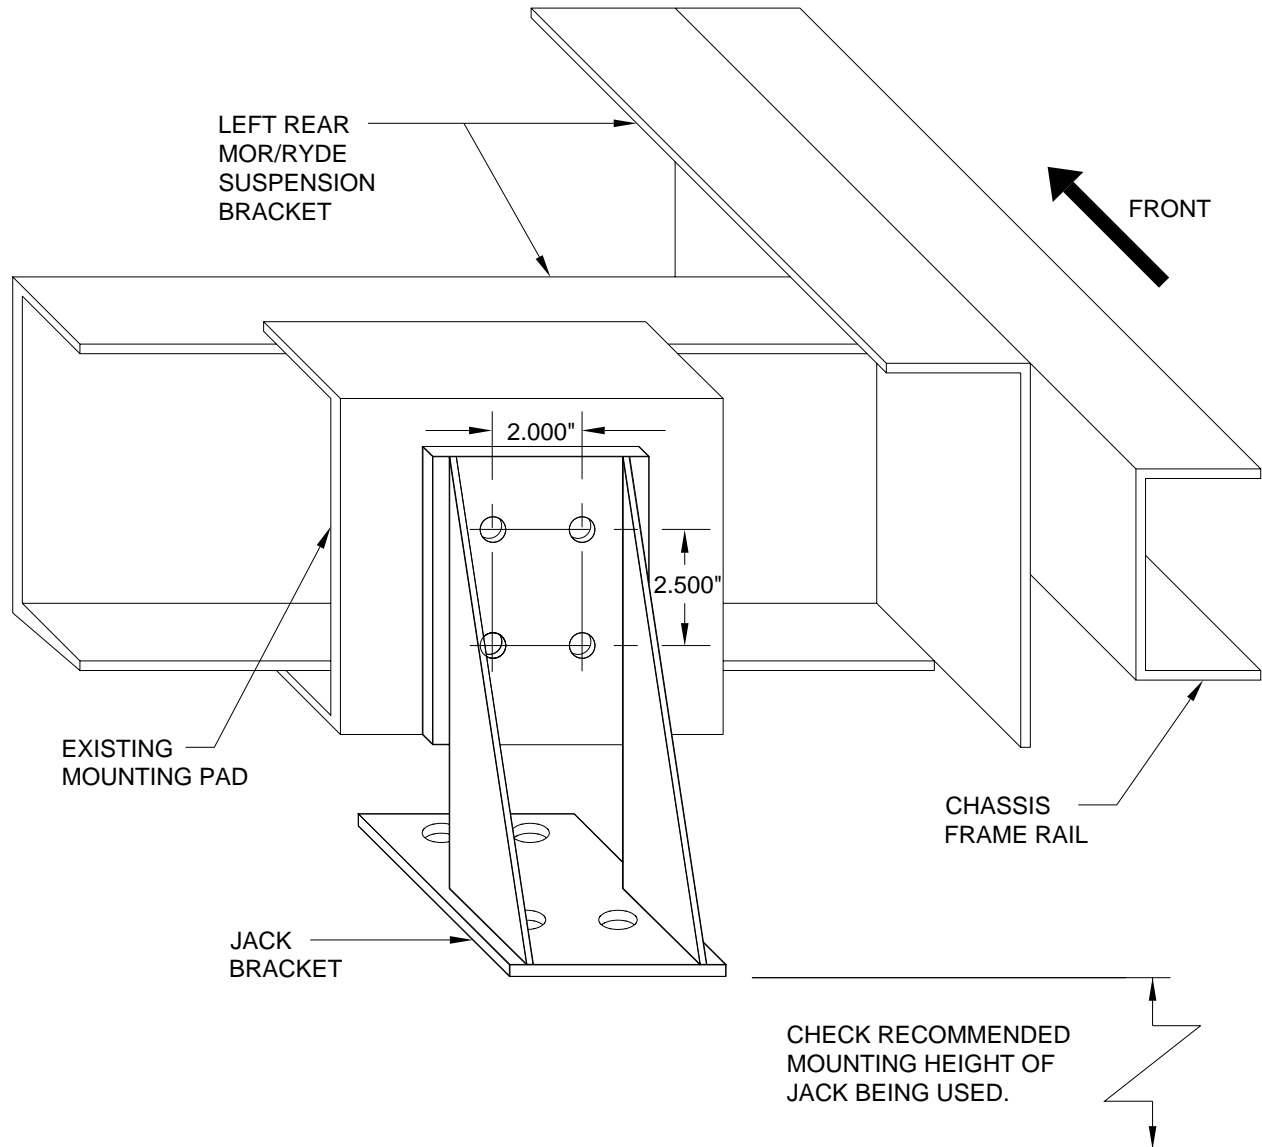 LEFT REAR
MOR/RYDE
SUSPENSION
BRACKET
FRONT
2.000"
2.500"
EXISTING
MOUNTING PAD
CHASSIS
FRAME RAIL
JACK
BRACKET
CHECK RECOMMENDED
MOUNTING HEIGHT OF
JACK BEING USED.